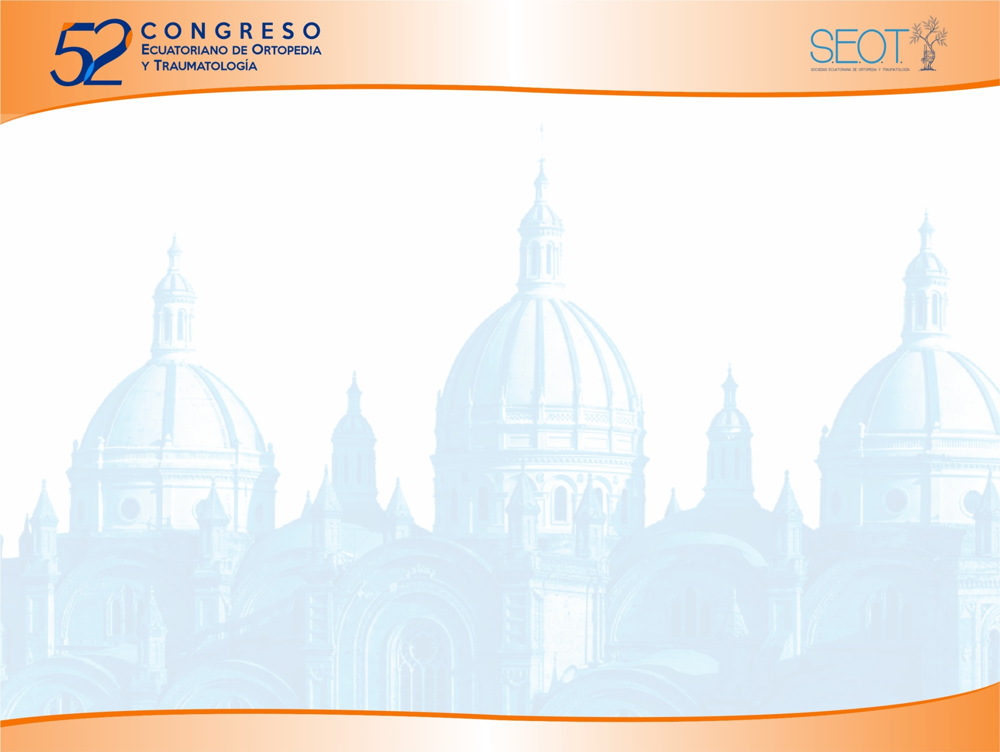 52 CONGRESO
ECUATORIANO DE ORTOPEDIA
Y TRAUMATOLOGÍA
S.E.O.T.
SOCIEDAD ECUATORIANA DE ORTOPEDIA Y TRAUMATOLOGÍA